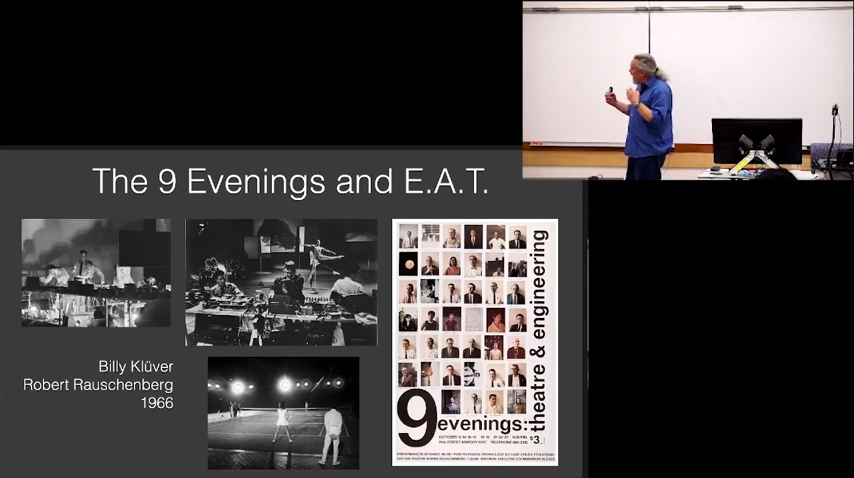 The 9 Evenings and E.A.T.
Billy Klüver
Robert Rauschenberg
1966
9 evenings:
theatre & engineering
$3